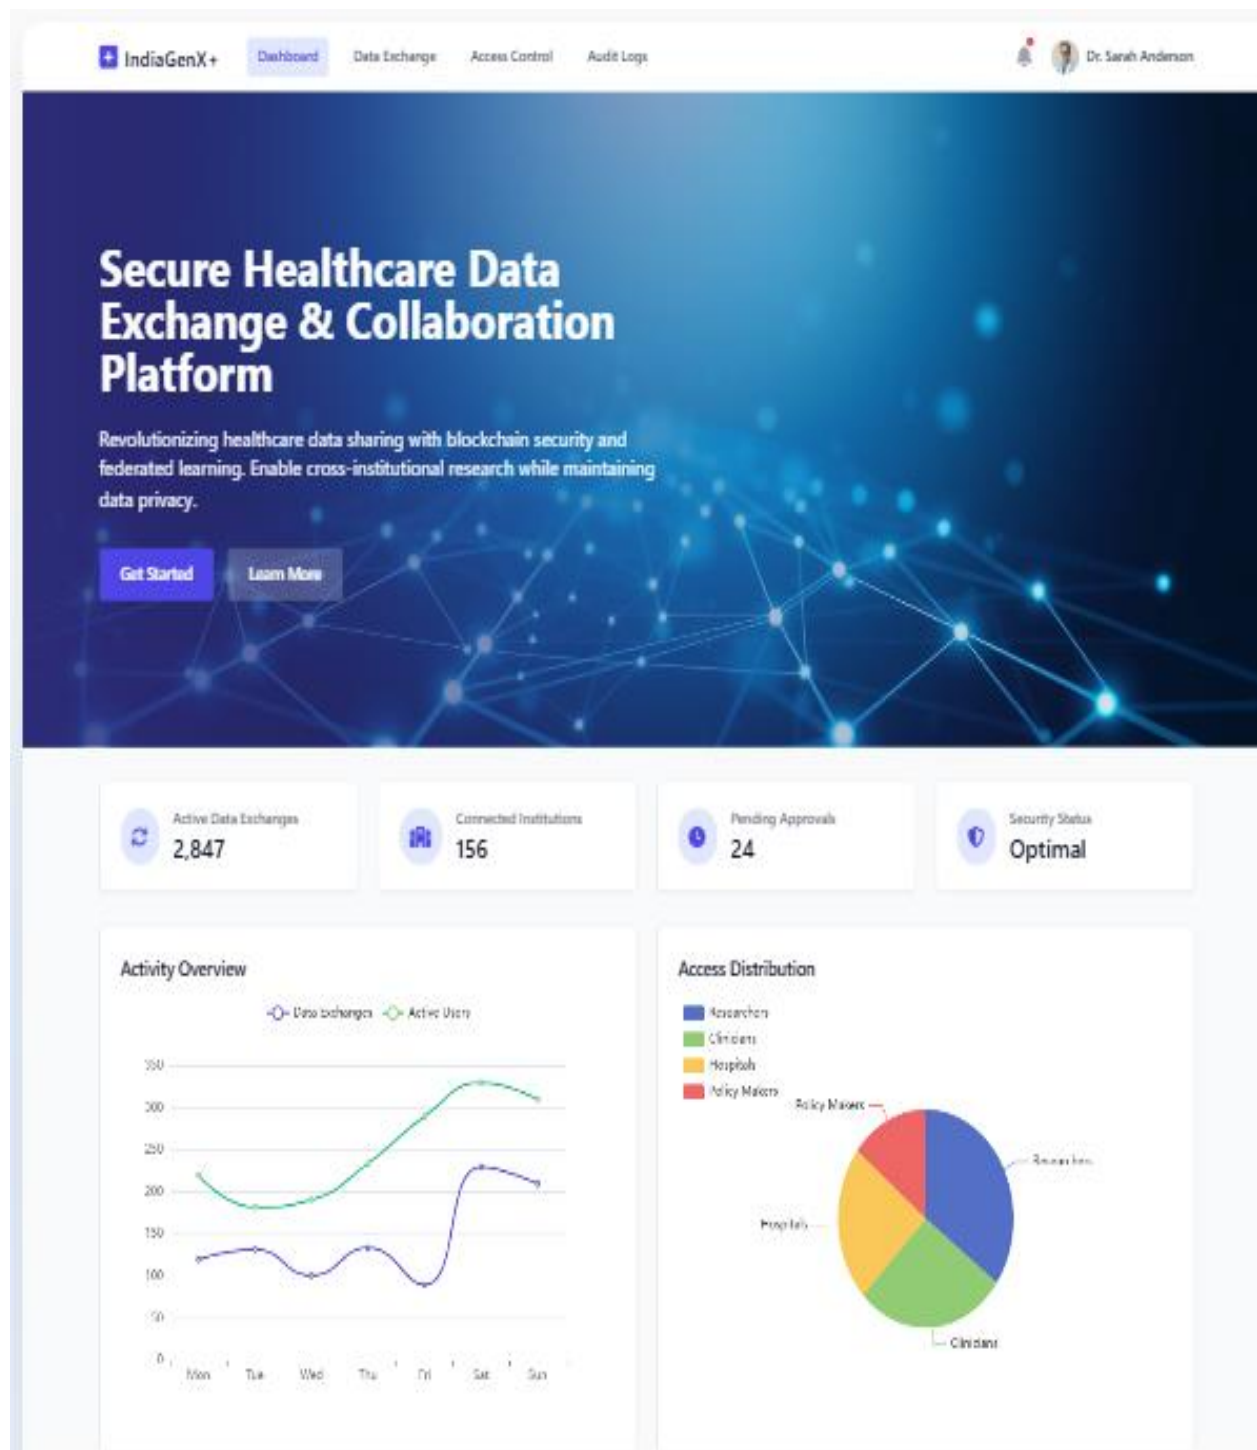 IndiaGenX+
Dashboard
Data Exchange
Access Control
Audit Logs
Dr. Sarah Anderson
Secure Healthcare Data
Exchange & Collaboration
Platform
Revolutionizing healthcare data sharing with blockchain security and
federated learning. Enable cross-institutional research while maintaining
data privacy.
Get Started
Learn More
Active Data Exchanges
2,847
Connected Institutions
156
Pending Approvals
24
Security Status
Optimal
Activity Overview
Data Exchanges
Active Users
350
300
250
200
150
100
50
0
Mon
Tue
Wed
Thu
Fri
Sat
Sun
Access Distribution
Researchers
Clinicians
Hospitals
Policy Makers
Policy Makers
Researchers
Hospitals
Clinicians